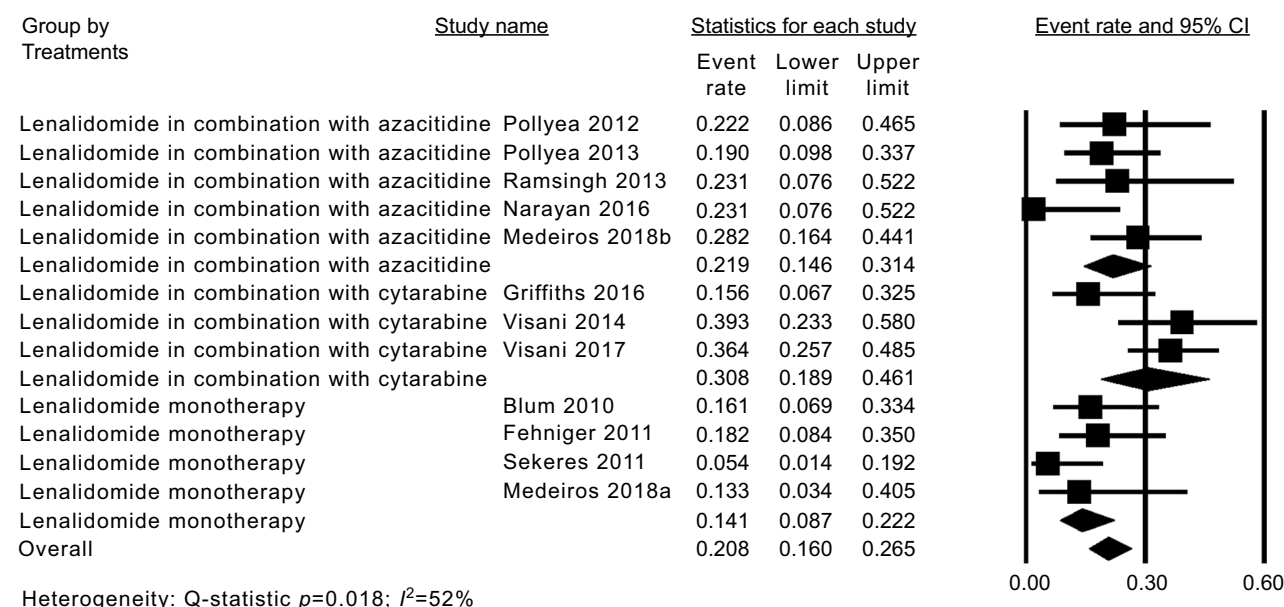 Group by Treatments Study name Statistics for each study Event rate and 95% CI
Event rate Lower limit Upper limit
Lenalidomide in combination with azacitidine Pollyea 2012 0.222 0.086 0.465
Lenalidomide in combination with azacitidine Pollyea 2013 0.190 0.098 0.337
Lenalidomide in combination with azacitidine Ramsingh 2013 0.231 0.076 0.522
Lenalidomide in combination with azacitidine Narayan 2016 0.231 0.076 0.522
Lenalidomide in combination with azacitidine Medeiros 2018b 0.282 0.164 0.441
Lenalidomide in combination with azacitidine 0.219 0.146 0.314
Lenalidomide in combination with cytarabine Griffiths 2016 0.156 0.067 0.325
Lenalidomide in combination with cytarabine Visani 2014 0.393 0.233 0.580
Lenalidomide in combination with cytarabine Visani 2017 0.364 0.257 0.485
Lenalidomide in combination with cytarabine 0.308 0.189 0.461
Lenalidomide monotherapy Blum 2010 0.161 0.069 0.334
Lenalidomide monotherapy Fehniger 2011 0.182 0.084 0.350
Lenalidomide monotherapy Sekeres 2011 0.054 0.014 0.192
Lenalidomide monotherapy Medeiros 2018a 0.133 0.034 0.405
Lenalidomide monotherapy 0.141 0.087 0.222
Overall 0.208 0.160 0.265
0.00 0.30 0.60
Heterogeneity: Q-statistic p=0.018; I²=52%